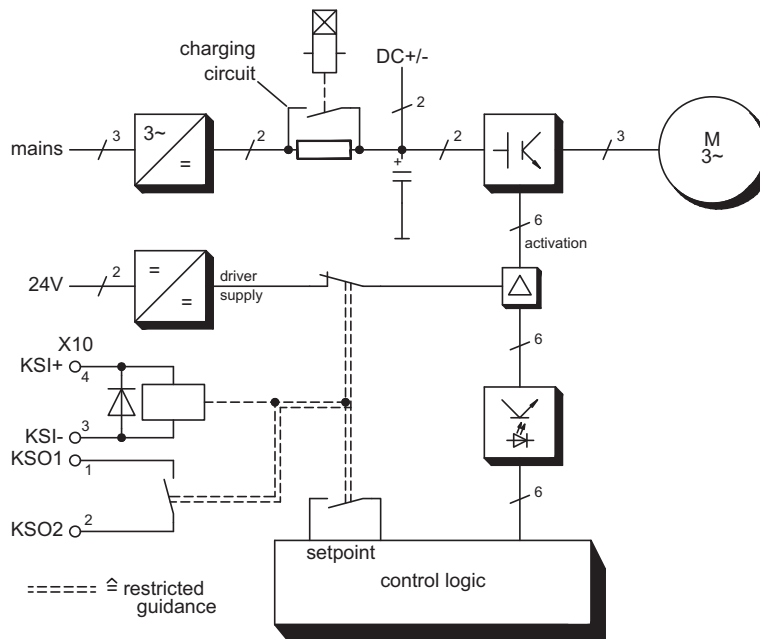 charging
circuit
DC+/-
2
mains
3
3~
=
2
2
3
M
3~
+
6
activation
24V
2
=
=
driver
supply
6
X10
KSI+
4
KSI-
3
KSO1
1
6
KSO2
2
setpoint
control logic
≙ restricted
guidance